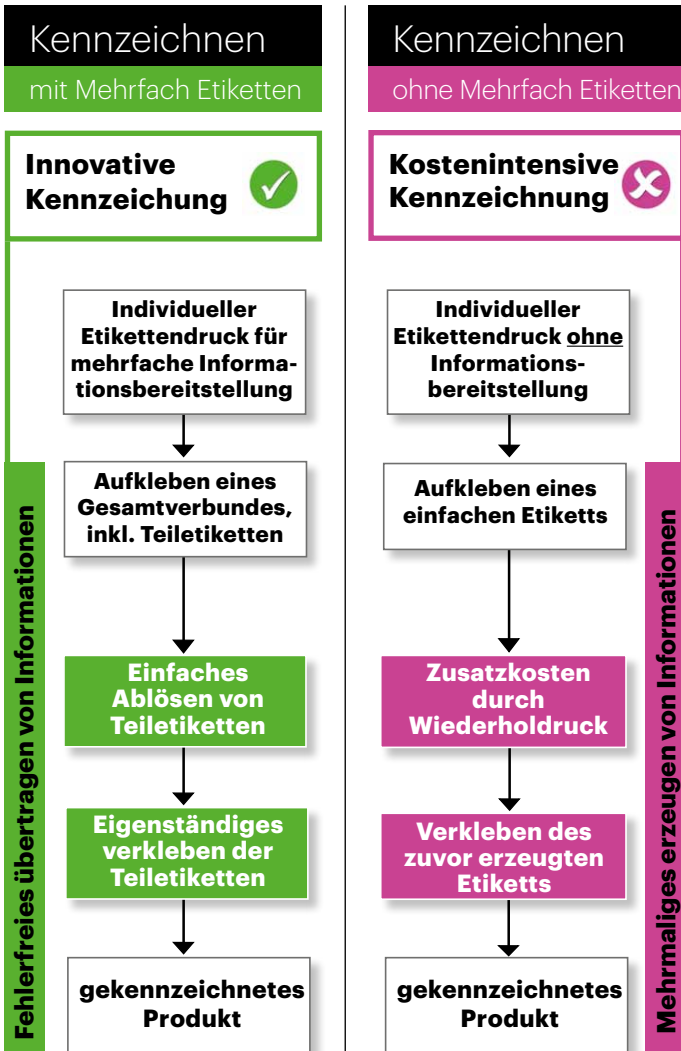 Kennzeichnen
mit Mehrfach Etiketten
Innovative
Kennzeichung
Individueller
Etikettendruck für
mehrfache Informa-
tionsbereitstellung
Aufkleben eines
Gesamtverbundes,
inkl. Teiletiketten
Einfaches
Ablösen von
Teiletiketten
Eigenständiges
verkleben der
Teiletiketten
gekennzeichnetes
Produkt
Fehlerfreies übertragen von Informationen
Kennzeichnen
ohne Mehrfach Etiketten
Kostenintensive
Kennzeichnung
Individueller
Etikettendruck ohne
Informations-
bereitstellung
Aufkleben eines
einfachen Etiketts
Zusatzkosten
durch
Wiederholdruck
Verkleben des
zuvor erzeugten
Etiketts
gekennzeichnetes
Produkt
Mehrmaliges erzeugen von Informationen